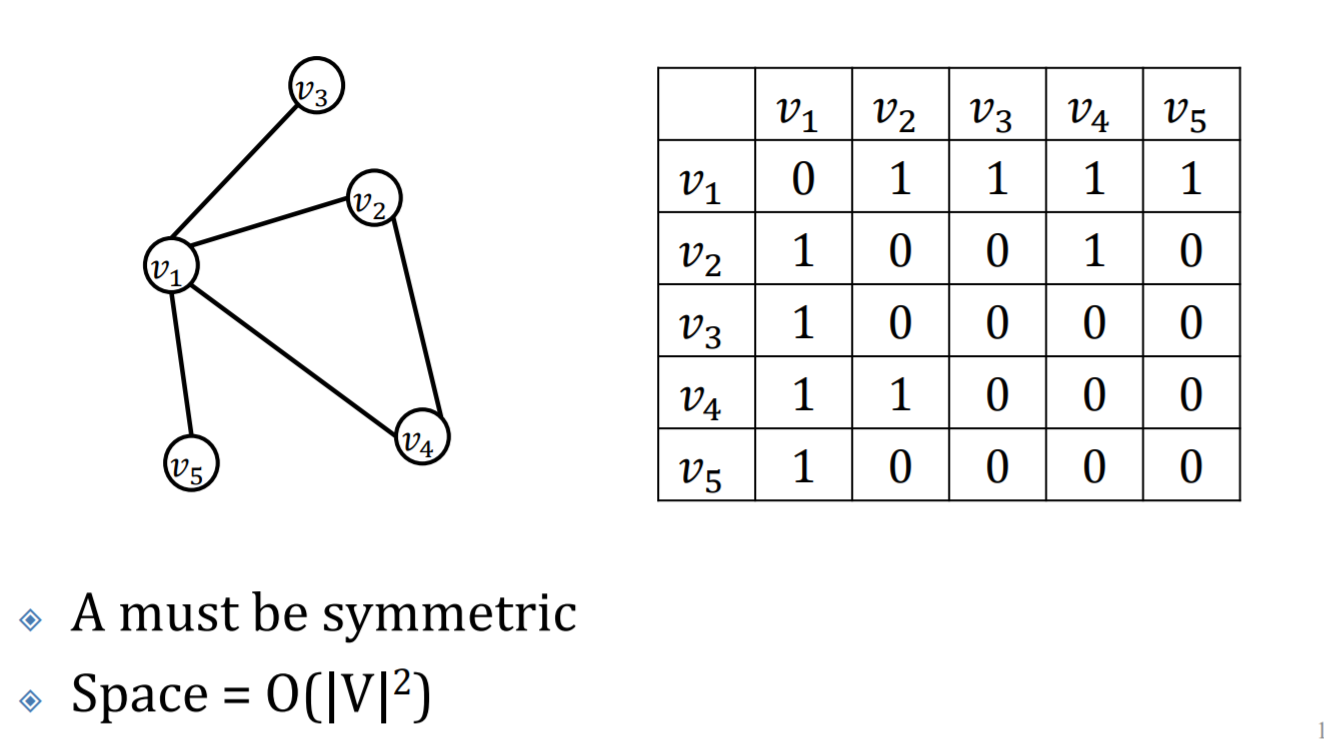 v₃
v₂
v₁
v₄
v₅
v₁ v₂ v₃ v₄ v₅
v₁ 0 1 1 1 1
v₂ 1 0 0 1 0
v₃ 1 0 0 0 0
v₄ 1 1 0 0 0
v₅ 1 0 0 0 0
A must be symmetric
Space = O(|V|²)
1